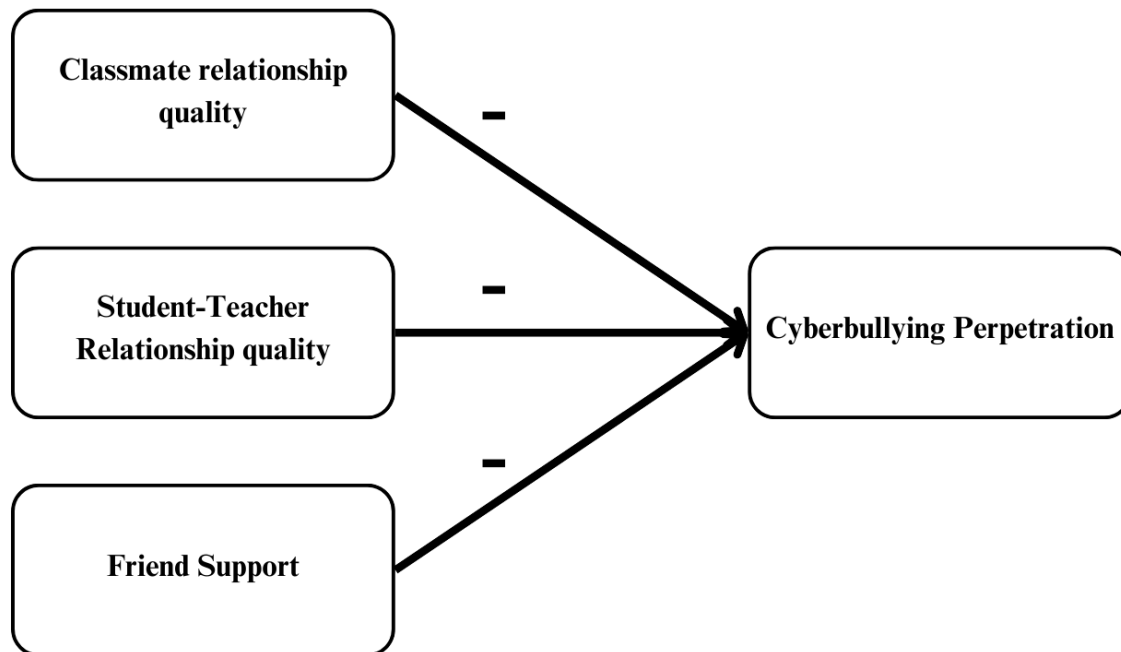 Classmate relationship
quality
-
Student-Teacher
Relationship quality
-
Cyberbullying Perpetration
-
Friend Support